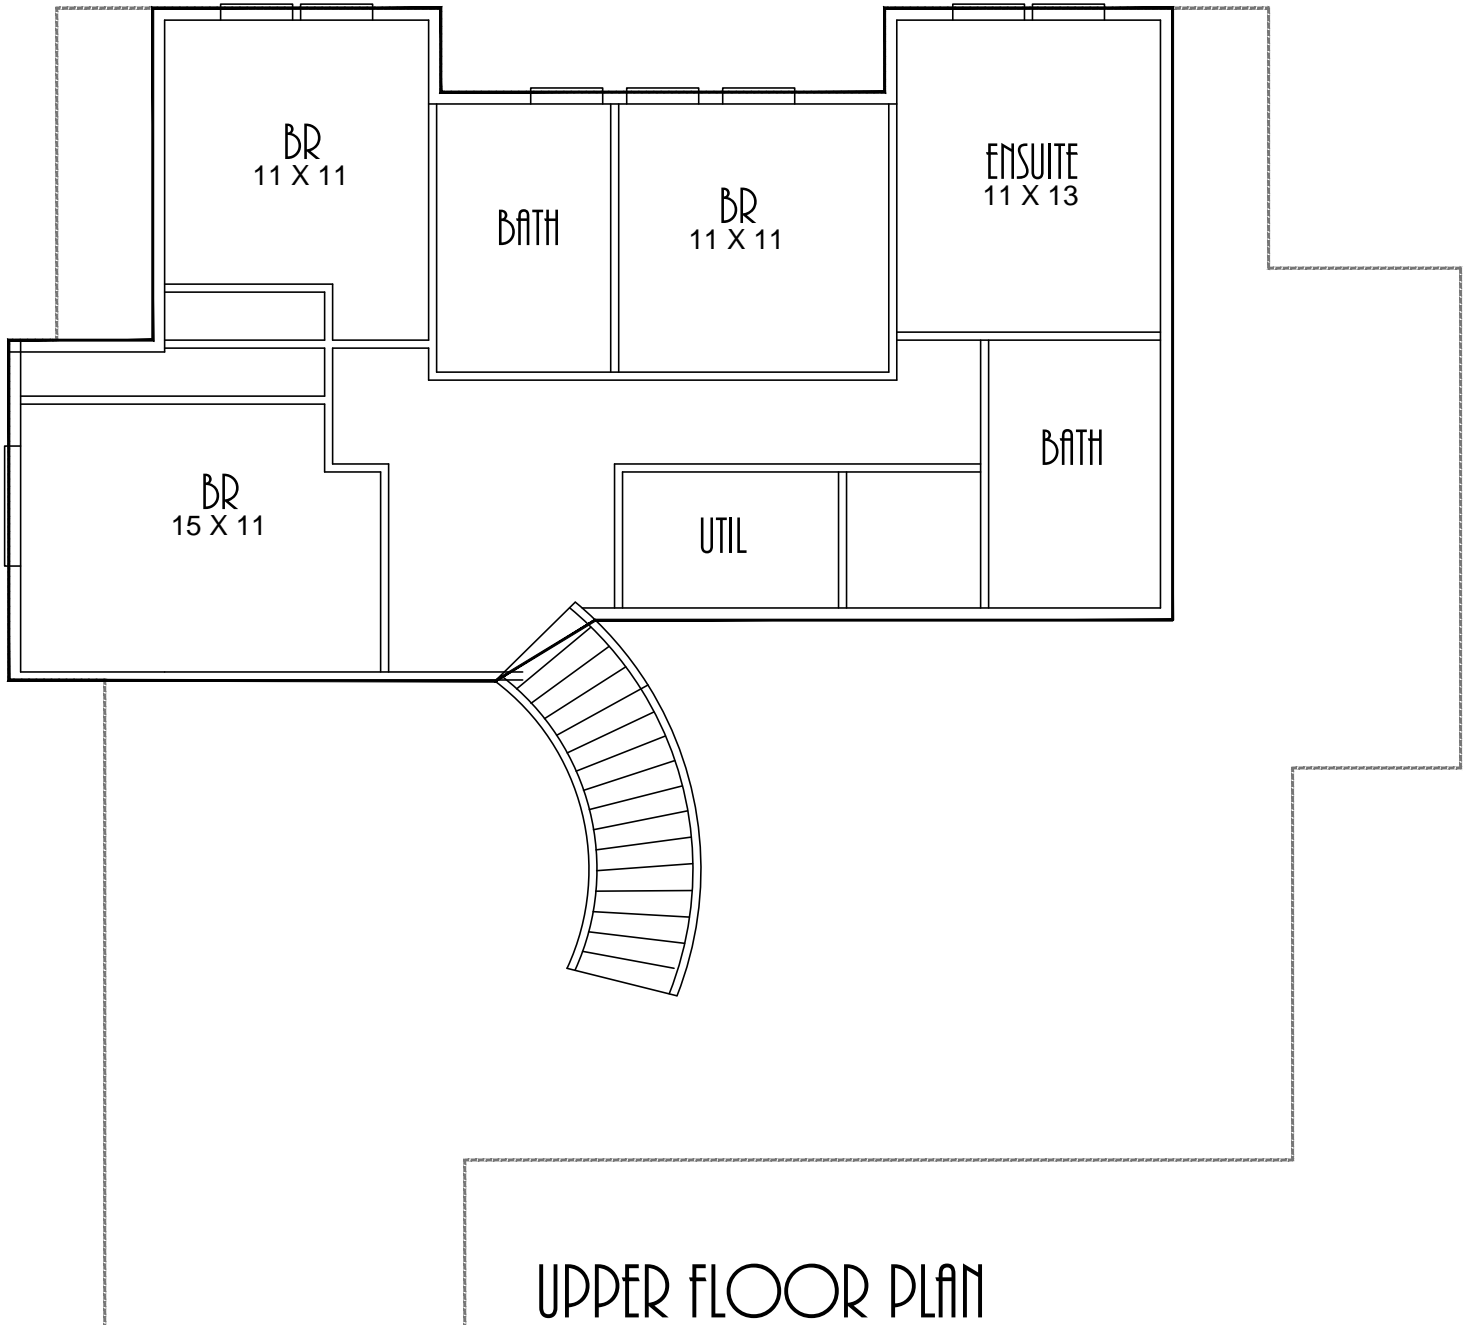 BR
11 X 11
ENSUITE
11 X 13
BATH
BR
11 X 11
BATH
BR
15 X 11
UTIL
UPPER FLOOR PLAN